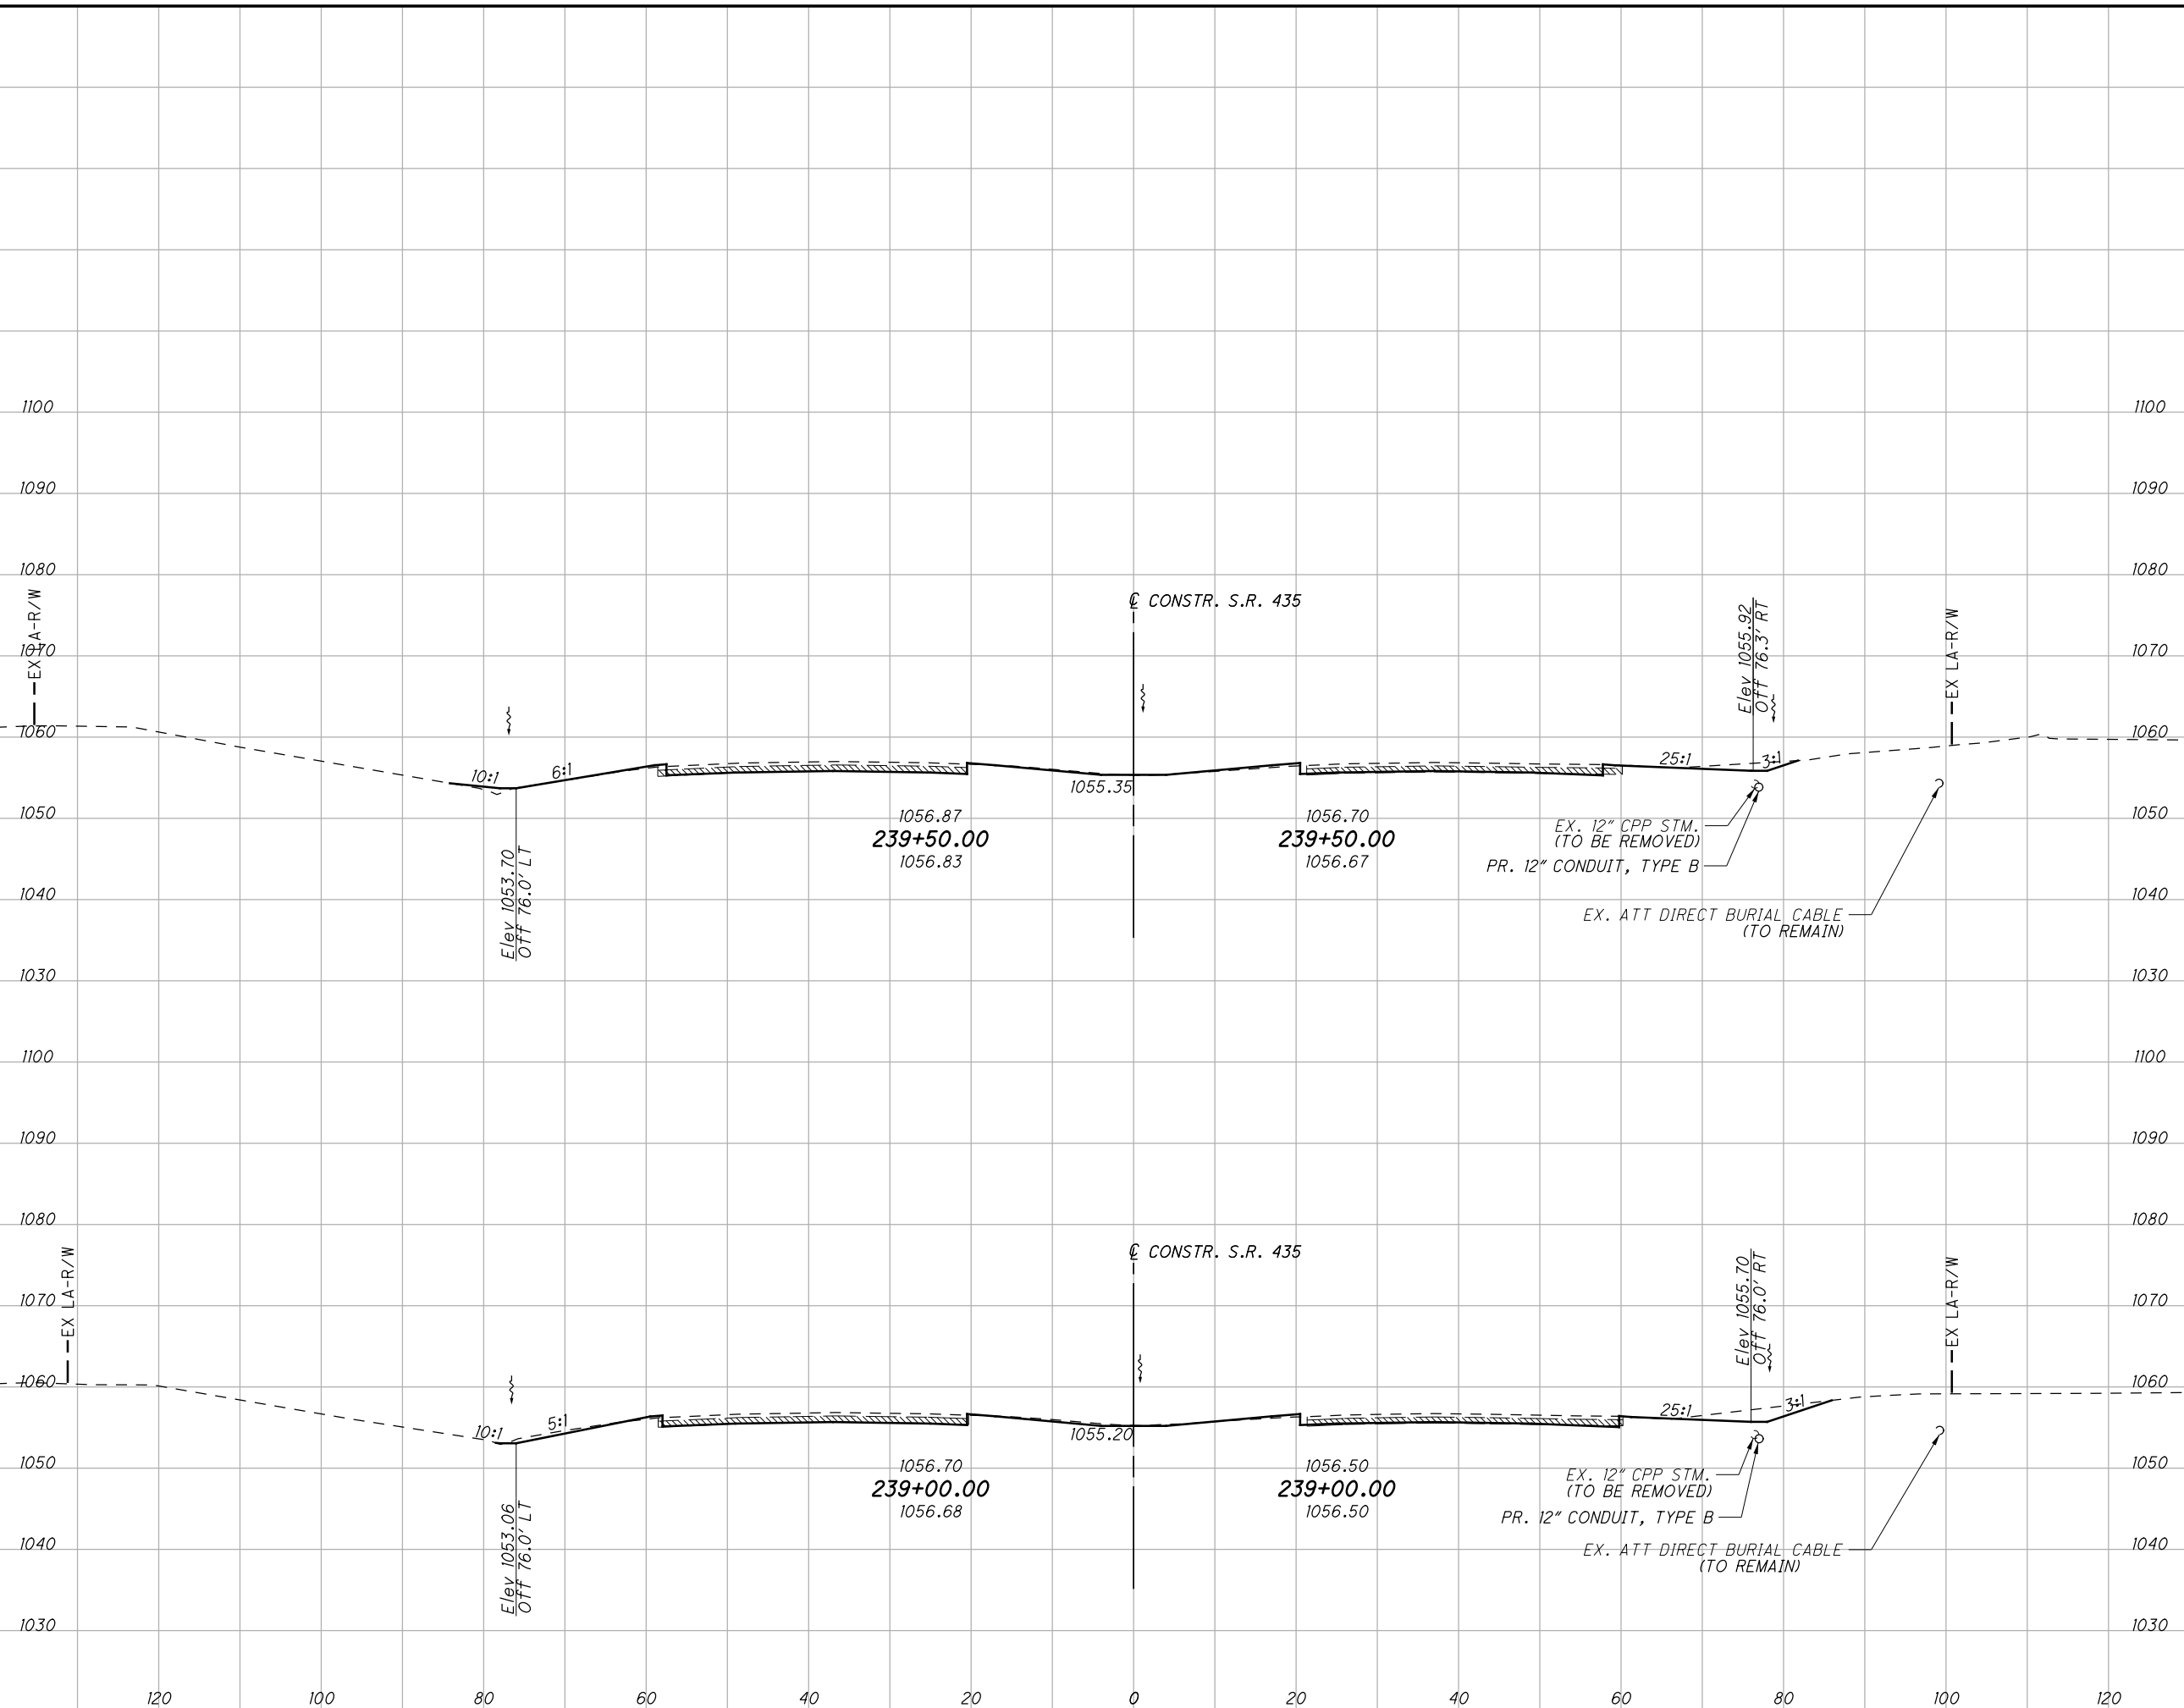 1100 1100
1090 1090
1080 1080
EX LA-R/W
℄ CONSTR. S.R. 435
Elev 1055.92
Off 76.3' RT
EX LA-R/W
1070 1070
1060 1060
10:1 6:1 25:1 3:1
1055.35
1050 1050
1056.87 1056.70
239+50.00 239+50.00
1056.83 1056.67
EX. 12" CPP STM.
(TO BE REMOVED)
PR. 12" CONDUIT, TYPE B
Elev 1053.70
Off 76.0' LT
1040 1040
EX. ATT DIRECT BURIAL CABLE
(TO REMAIN)
1030 1030
1100 1100
1090 1090
1080 1080
EX LA-R/W
℄ CONSTR. S.R. 435
Elev 1055.70
Off 76.0' RT
EX LA-R/W
1070 1070
1060 1060
10:1 5:1 25:1 3:1
1055.20
1050 1050
1056.70 1056.50
239+00.00 239+00.00
1056.68 1056.50
EX. 12" CPP STM.
(TO BE REMOVED)
PR. 12" CONDUIT, TYPE B
Elev 1053.06
Off 76.0' LT
1040 1040
EX. ATT DIRECT BURIAL CABLE
(TO REMAIN)
1030 1030
120 100 80 60 40 20 0 20 40 60 80 100 120